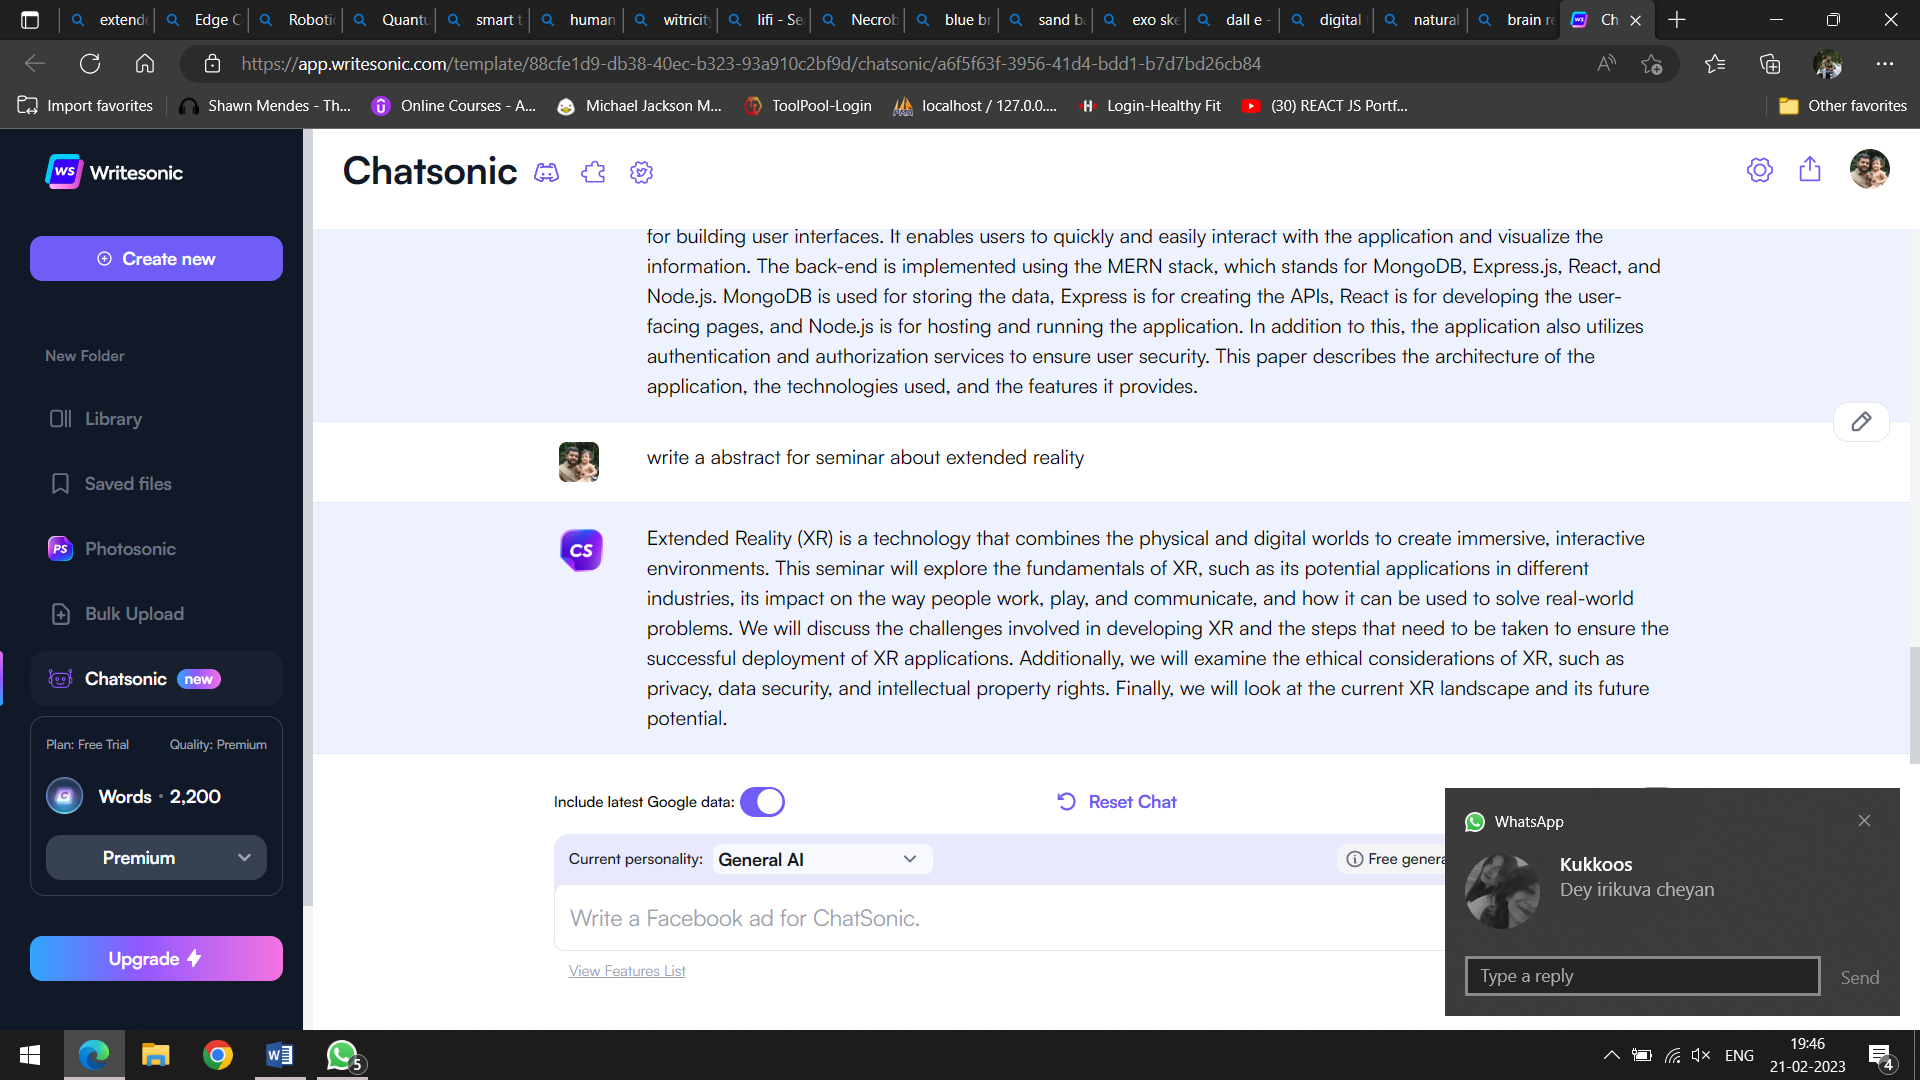 extende
Edge C
Roboti
Quantu
smart t
human
witricity
lifi - Se
Necrob
blue br
sand ba
exo ske
dall e -
digital
natural
brain re
Ch
https://app.writesonic.com/template/88cfe1d9-db38-40ec-b323-93a910c2bf9d/chatsonic/a6f5f63f-3956-41d4-bdd1-b7d7bd26cb84
Import favorites
Shawn Mendes - Th...
Online Courses - A...
Michael Jackson M...
ToolPool-Login
localhost / 127.0.0....
Login-Healthy Fit
(30) REACT JS Portf...
Other favorites
WS Writesonic
Create new
New Folder
Library
Saved files
PS Photosonic
Bulk Upload
Chatsonic new
Plan: Free Trial Quality: Premium
Words • 2,200
Premium
Upgrade
Chatsonic
for building user interfaces. It enables users to quickly and easily interact with the application and visualize the
information. The back-end is implemented using the MERN stack, which stands for MongoDB, Express.js, React, and
Node.js. MongoDB is used for storing the data, Express is for creating the APIs, React is for developing the user-
facing pages, and Node.js is for hosting and running the application. In addition to this, the application also utilizes
authentication and authorization services to ensure user security. This paper describes the architecture of the
application, the technologies used, and the features it provides.
write a abstract for seminar about extended reality
CS
Extended Reality (XR) is a technology that combines the physical and digital worlds to create immersive, interactive
environments. This seminar will explore the fundamentals of XR, such as its potential applications in different
industries, its impact on the way people work, play, and communicate, and how it can be used to solve real-world
problems. We will discuss the challenges involved in developing XR and the steps that need to be taken to ensure the
successful deployment of XR applications. Additionally, we will examine the ethical considerations of XR, such as
privacy, data security, and intellectual property rights. Finally, we will look at the current XR landscape and its future
potential.
Include latest Google data:
Reset Chat
Current personality: General AI
Free genera
Write a Facebook ad for ChatSonic.
View Features List
WhatsApp
Kukkoos
Dey irikuva cheyan
Type a reply
Send
5
ENG
19:46
21-02-2023
4